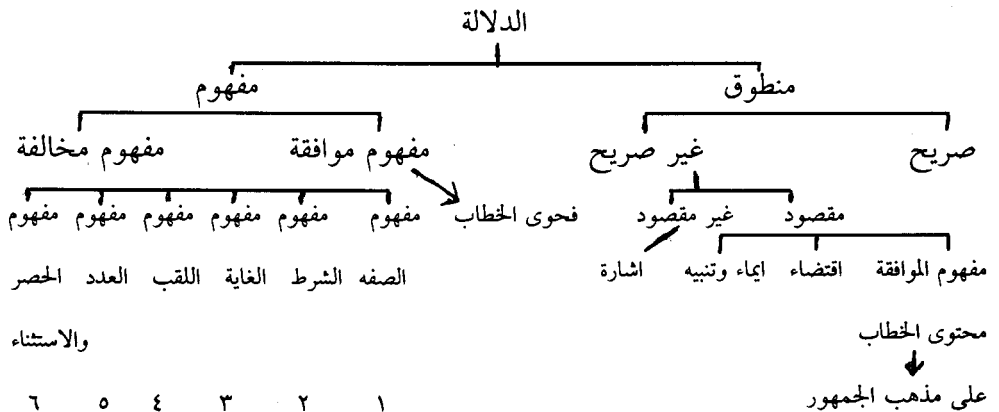 الدلالة
منطوق مفهوم
صريح غير صريح مفهوم موافقة مفهوم مخالفة
مقصود غير مقصود فحوى الخطاب مفهوم مفهوم مفهوم مفهوم مفهوم مفهوم
مفهوم الموافقة اقتضاء ايماء وتنبيه اشارة الصفه الشرط الغاية اللقب العدد الحصر
محتوى الخطاب والاستثناء
على مذهب الجمهور ١ ٢ ٣ ٤ ٥ ٦